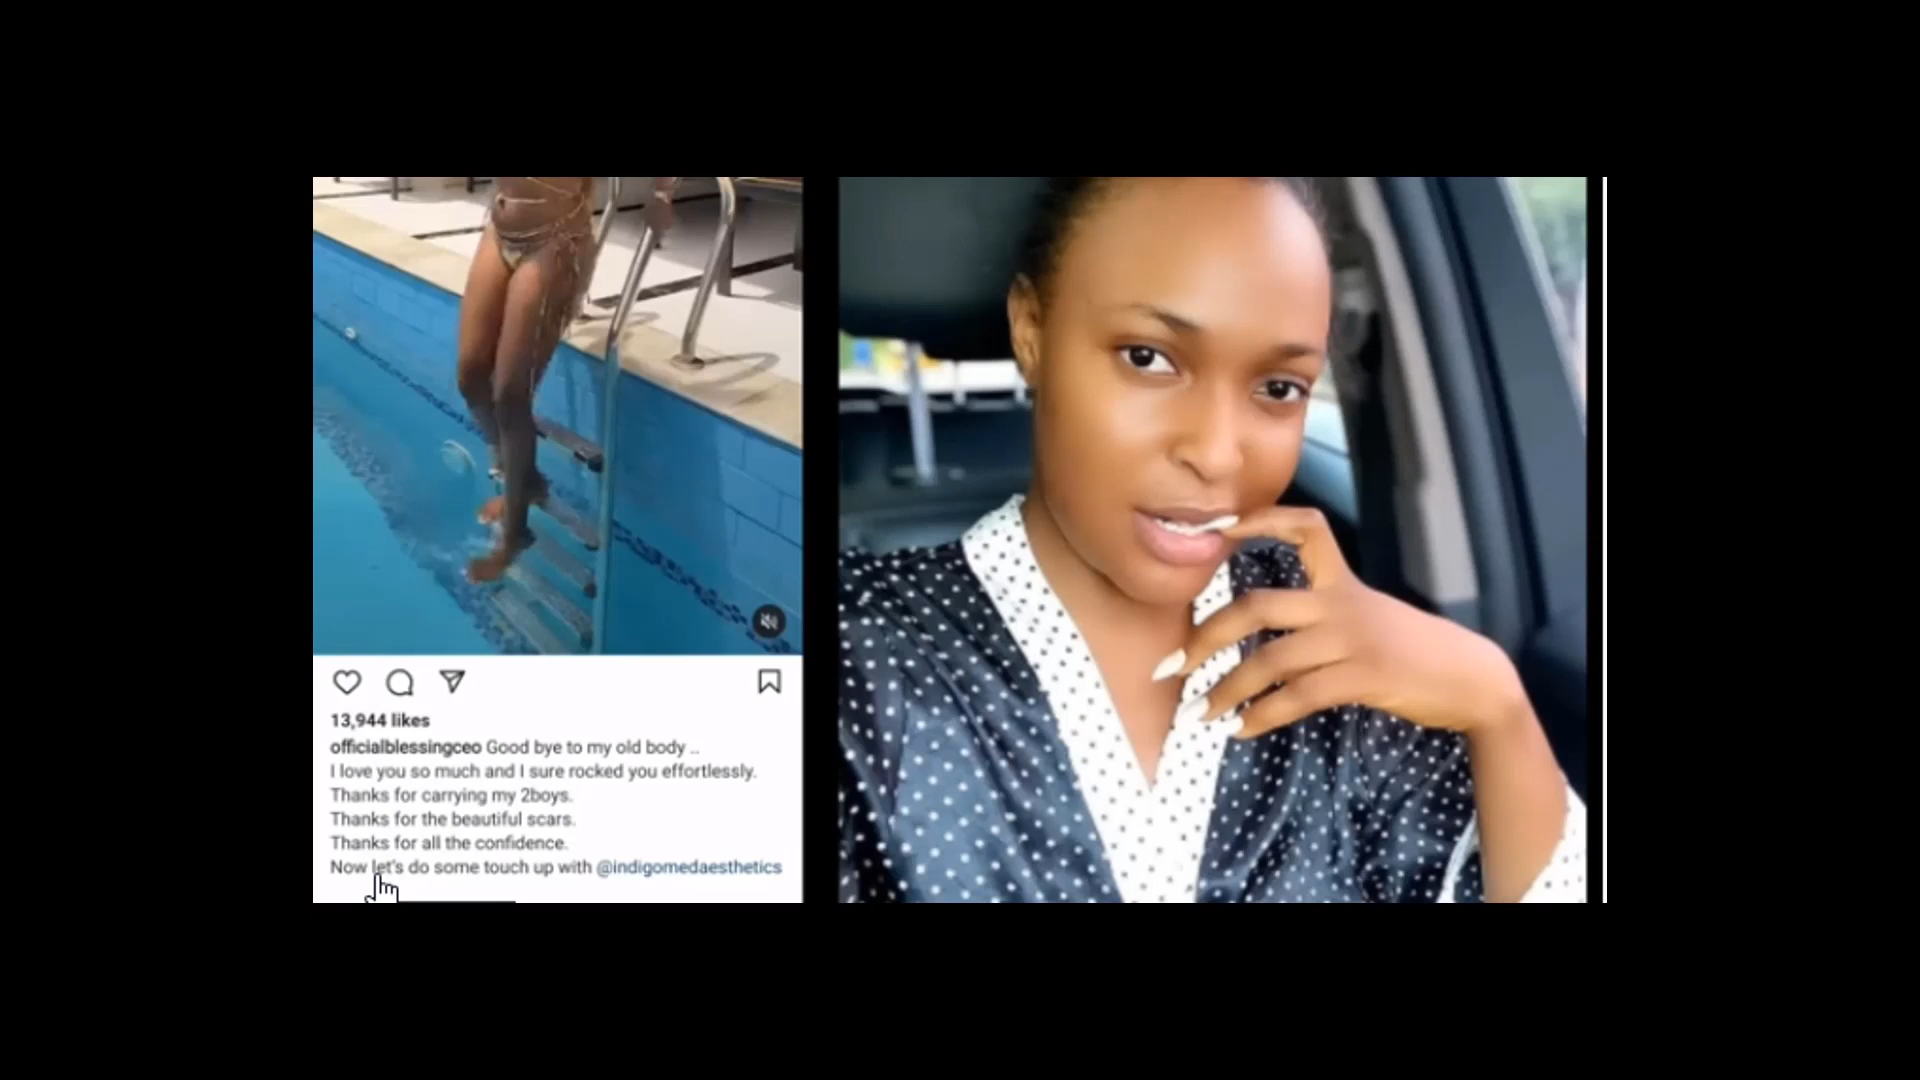 13,944 likes
officialblessingceo Good bye to my old body ..
I love you so much and I sure rocked you effortlessly.
Thanks for carrying my 2boys.
Thanks for the beautiful scars.
Thanks for all the confidence.
Now let's do some touch up with @indigomedaesthetics